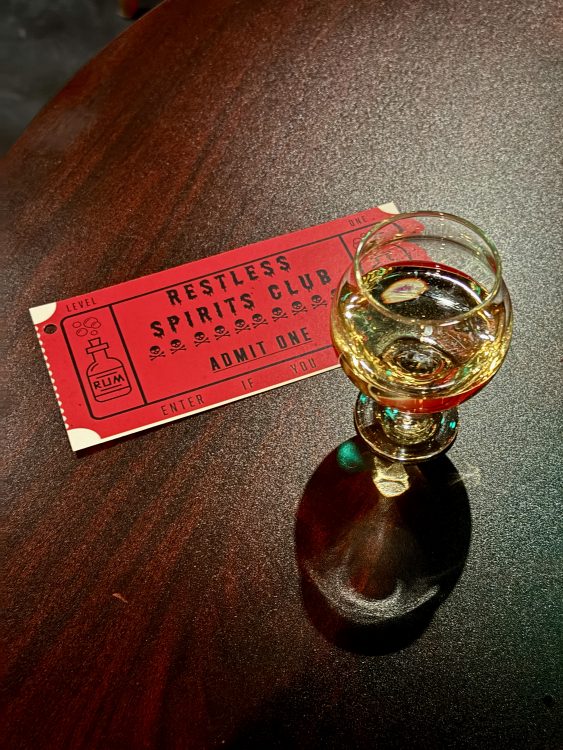 LEVEL
ONE
RESTLESS
SPIRITS CLUB
ADMIT ONE
RUM
ENTER IF YOU